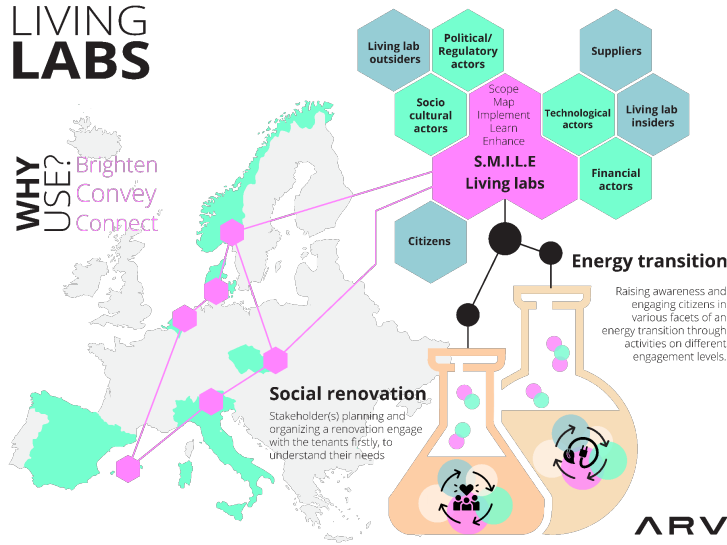 LIVING
LABS
WHY
USE?
Brighten
Convey
Connect
Living lab
outsiders
Political/
Regulatory
actors
Suppliers
Socio
cultural
actors
Scope
Map
Implement
Learn
Enhance
Technological
actors
Living lab
insiders
S.M.I.L.E
Living labs
Financial
actors
Citizens
Energy transition
Raising awareness and
engaging citizens in
various facets of an
energy transition through
activities on different
engagement levels.
Social renovation
Stakeholder(s) planning and
organizing a renovation engage
with the tenants firstly, to
understand their needs
ARV